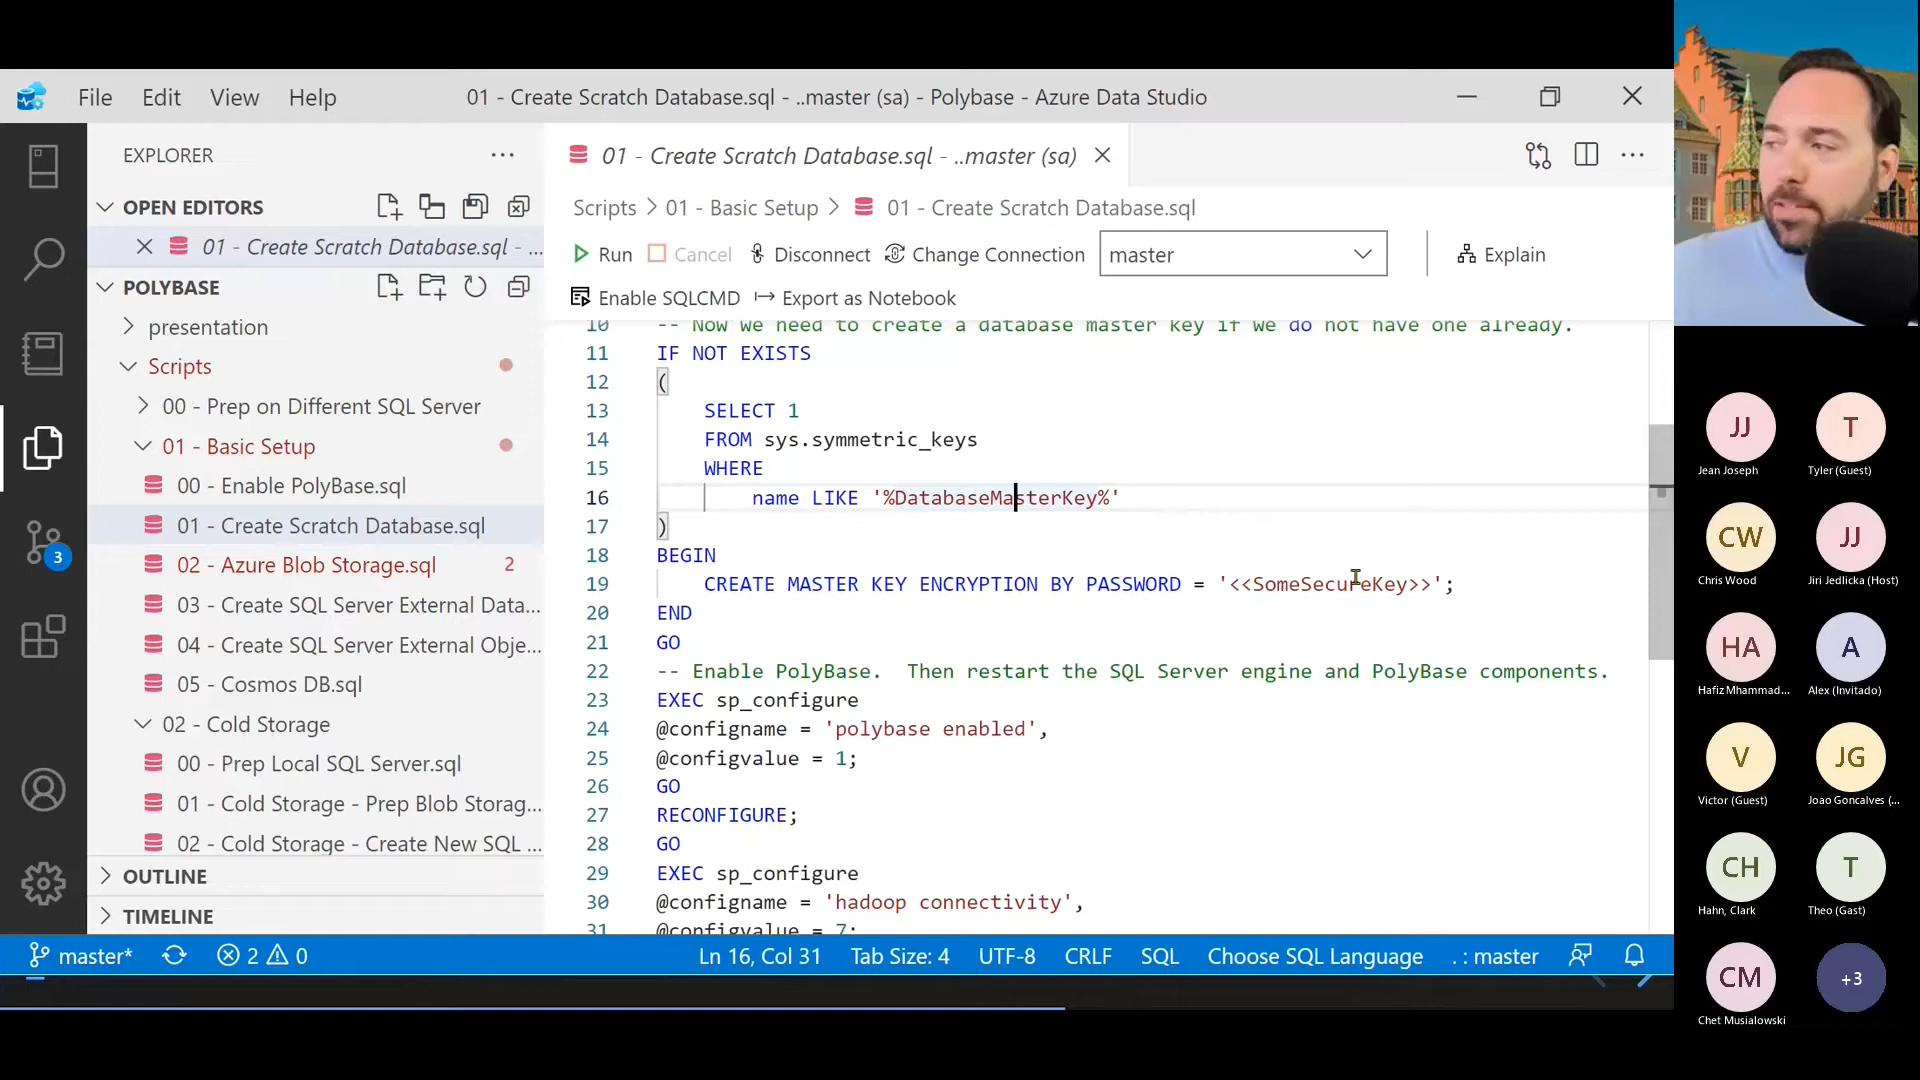 File Edit View Help
01 - Create Scratch Database.sql - ..master (sa) - Polybase - Azure Data Studio
EXPLORER
OPEN EDITORS
01 - Create Scratch Database.sql - ...
POLYBASE
presentation
Scripts
00 - Prep on Different SQL Server
01 - Basic Setup
00 - Enable PolyBase.sql
01 - Create Scratch Database.sql
02 - Azure Blob Storage.sql 2
03 - Create SQL Server External Data...
04 - Create SQL Server External Obje...
05 - Cosmos DB.sql
02 - Cold Storage
00 - Prep Local SQL Server.sql
01 - Cold Storage - Prep Blob Storag...
02 - Cold Storage - Create New SQL ...
OUTLINE
TIMELINE
3
01 - Create Scratch Database.sql - ..master (sa)
Scripts > 01 - Basic Setup > 01 - Create Scratch Database.sql
Run Cancel Disconnect Change Connection master Explain
Enable SQLCMD Export as Notebook
10 -- Now we need to create a database master key if we do not have one already.
11 IF NOT EXISTS
12 (
13 SELECT 1
14 FROM sys.symmetric_keys
15 WHERE
16 name LIKE '%DatabaseMasterKey%'
17 )
18 BEGIN
19 CREATE MASTER KEY ENCRYPTION BY PASSWORD = '<<SomeSecureKey>>';
20 END
21 GO
22 -- Enable PolyBase.  Then restart the SQL Server engine and PolyBase components.
23 EXEC sp_configure
24 @configname = 'polybase enabled',
25 @configvalue = 1;
26 GO
27 RECONFIGURE;
28 GO
29 EXEC sp_configure
30 @configname = 'hadoop connectivity',
31 @configvalue = 7;
master* 2 0 Ln 16, Col 31 Tab Size: 4 UTF-8 CRLF SQL Choose SQL Language . : master
JJ T
Jean Joseph Tyler (Guest)
CW JJ
Chris Wood Jiri Jedlicka (Host)
HA A
Hafiz Mhammad... Alex (Invitado)
V JG
Victor (Guest) Joao Goncalves (...
CH T
Hahn, Clark Theo (Gast)
CM +3
Chet Musialowski